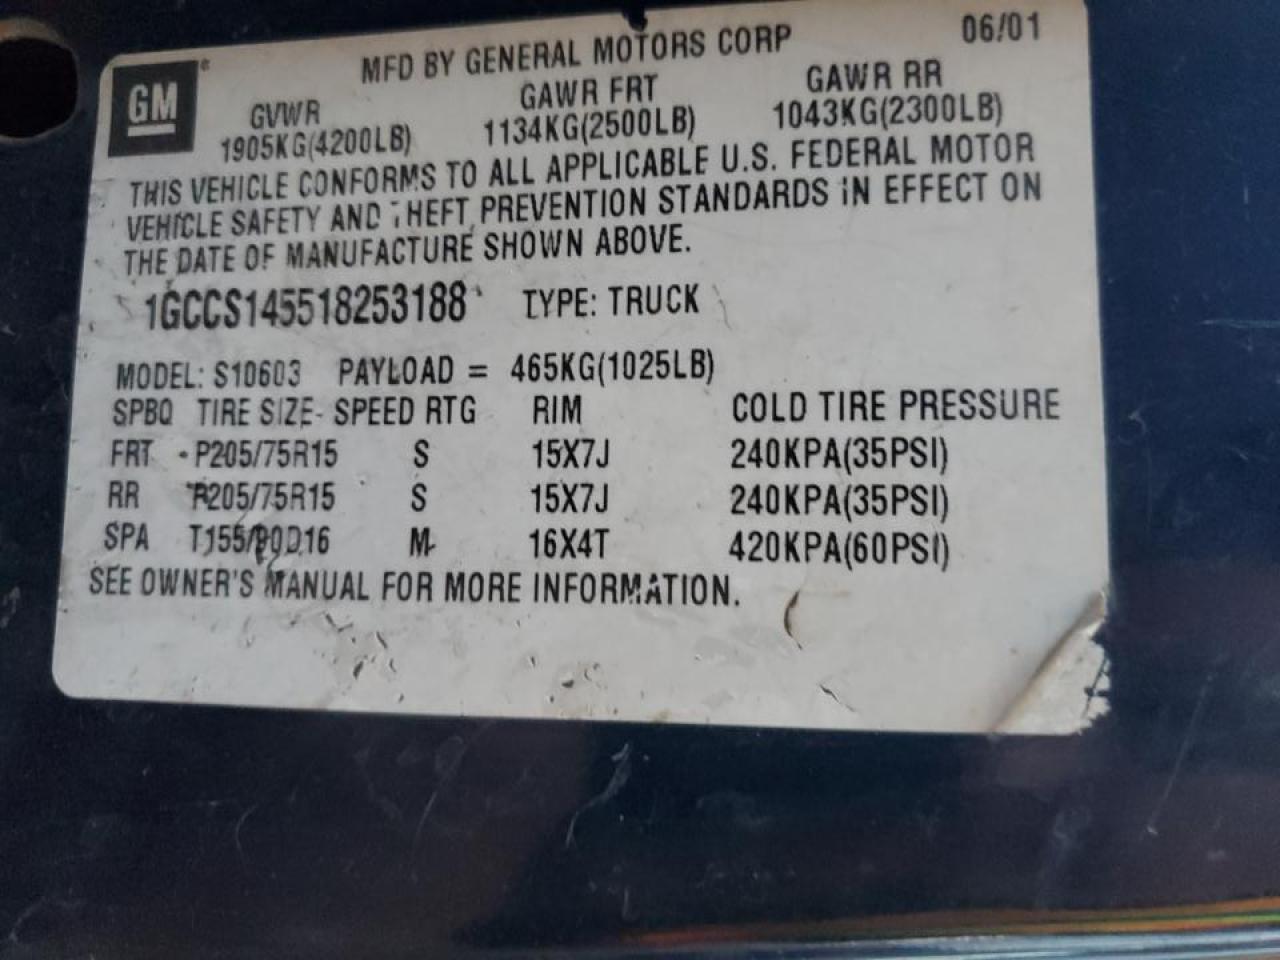 06/01
MFD BY GENERAL MOTORS CORP
GM
GVWR GAWR FRT GAWR RR
1905KG(4200LB) 1134KG(2500LB) 1043KG(2300LB)
THIS VEHICLE CONFORMS TO ALL APPLICABLE U.S. FEDERAL MOTOR
VEHICLE SAFETY AND THEFT PREVENTION STANDARDS IN EFFECT ON
THE DATE OF MANUFACTURE SHOWN ABOVE.
1GCCS145518253188 TYPE: TRUCK
MODEL: S10603 PAYLOAD = 465KG(1025LB)
SPBQ TIRE SIZE- SPEED RTG RIM COLD TIRE PRESSURE
FRT P205/75R15 S 15X7J 240KPA(35PSI)
RR P205/75R15 S 15X7J 240KPA(35PSI)
SPA T155/90D16 M 16X4T 420KPA(60PSI)
SEE OWNER'S MANUAL FOR MORE INFORMATION.